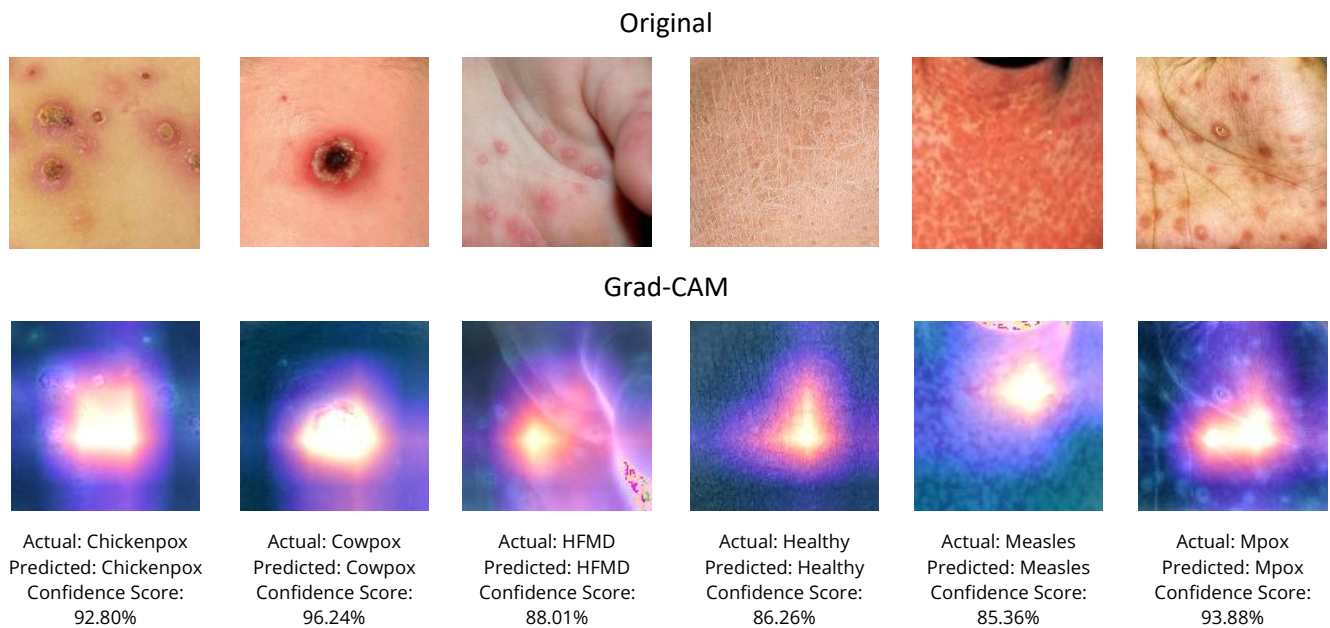 Original
Grad-CAM
Actual: Chickenpox
Predicted: Chickenpox
Confidence Score:
92.80%
Actual: Cowpox
Predicted: Cowpox
Confidence Score:
96.24%
Actual: HFMD
Predicted: HFMD
Confidence Score:
88.01%
Actual: Healthy
Predicted: Healthy
Confidence Score:
86.26%
Actual: Measles
Predicted: Measles
Confidence Score:
85.36%
Actual: Mpox
Predicted: Mpox
Confidence Score:
93.88%